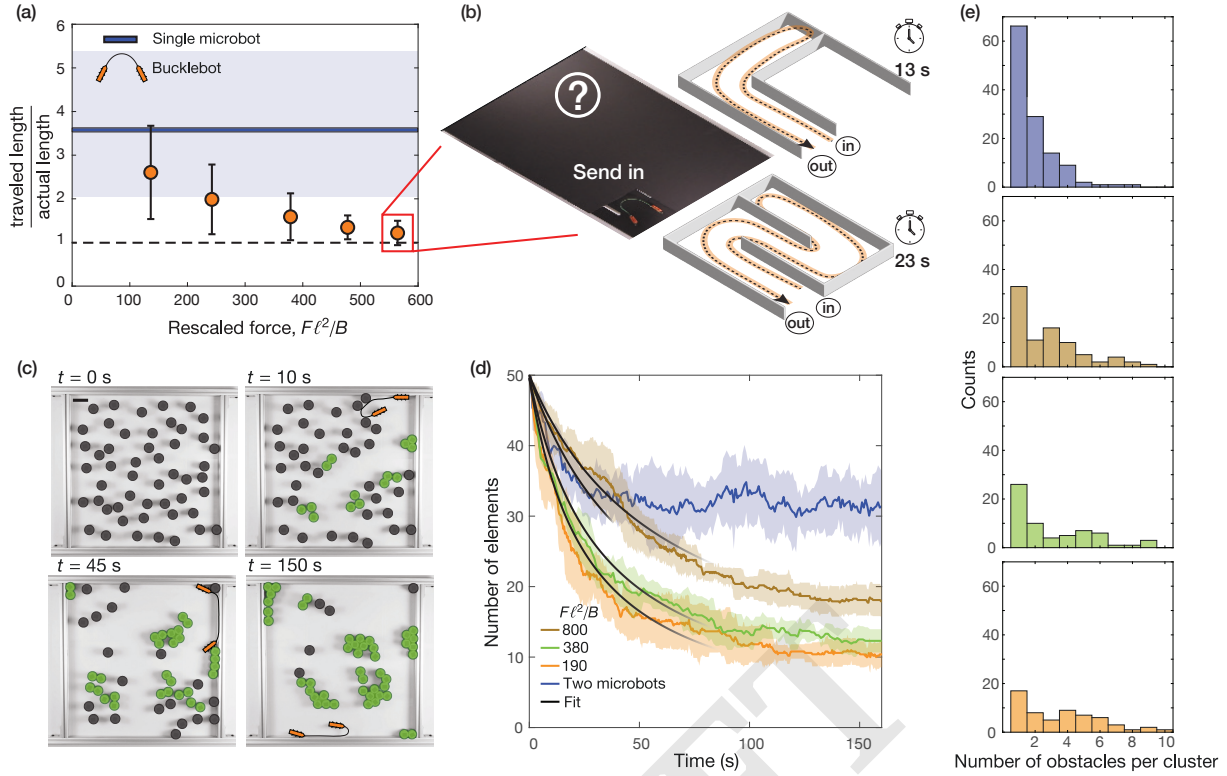 (a)
6
5
4
3
2
1
0
traveled length
actual length
Single microbot
Bucklebot
0 100 200 300 400 500 600
Rescaled force, Fℓ²/B
(b)
?
Send in
in
out
13 s
in
out
23 s
(c)
t = 0 s
t = 10 s
t = 45 s
t = 150 s
(d)
50
40
30
20
10
Number of elements
Fℓ²/B
800
380
190
Two microbots
Fit
0 50 100 150
Time (s)
(e)
60
40
20
0
60
40
20
0
60
40
20
0
60
40
20
0
Counts
2 4 6 8 10
Number of obstacles per cluster